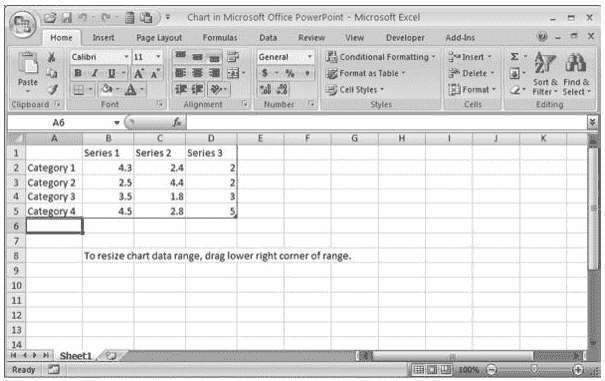 Chart in Microsoft Office PowerPoint - Microsoft Excel
Home Insert Page Layout Formulas Data Review View Developer Add-Ins
Calibri 11 General Conditional Formatting Insert Σ
Paste B I U A A $ % , Format as Table Delete Sort & Find &
A Cell Styles Format Filter Select
Clipboard Font Alignment Number Styles Cells Editing
A6 fx
A B C D E F G H I J K
1 Series 1 Series 2 Series 3
2 Category 1 4.3 2.4 2
3 Category 2 2.5 4.4 2
4 Category 3 3.5 1.8 3
5 Category 4 4.5 2.8 5
6
7
8 To resize chart data range, drag lower right corner of range.
9
10
11
12
13
14
Sheet1
Ready 100%